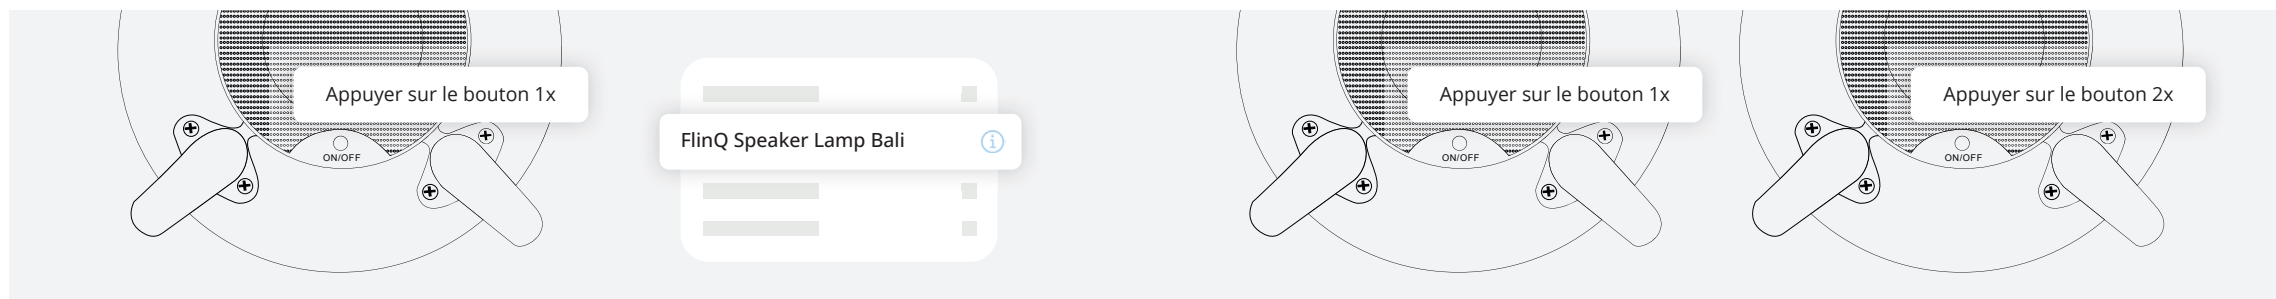 Appuyer sur le bouton 1x
ON/OFF
FlinQ Speaker Lamp Bali
Appuyer sur le bouton 1x
ON/OFF
Appuyer sur le bouton 2x
ON/OFF